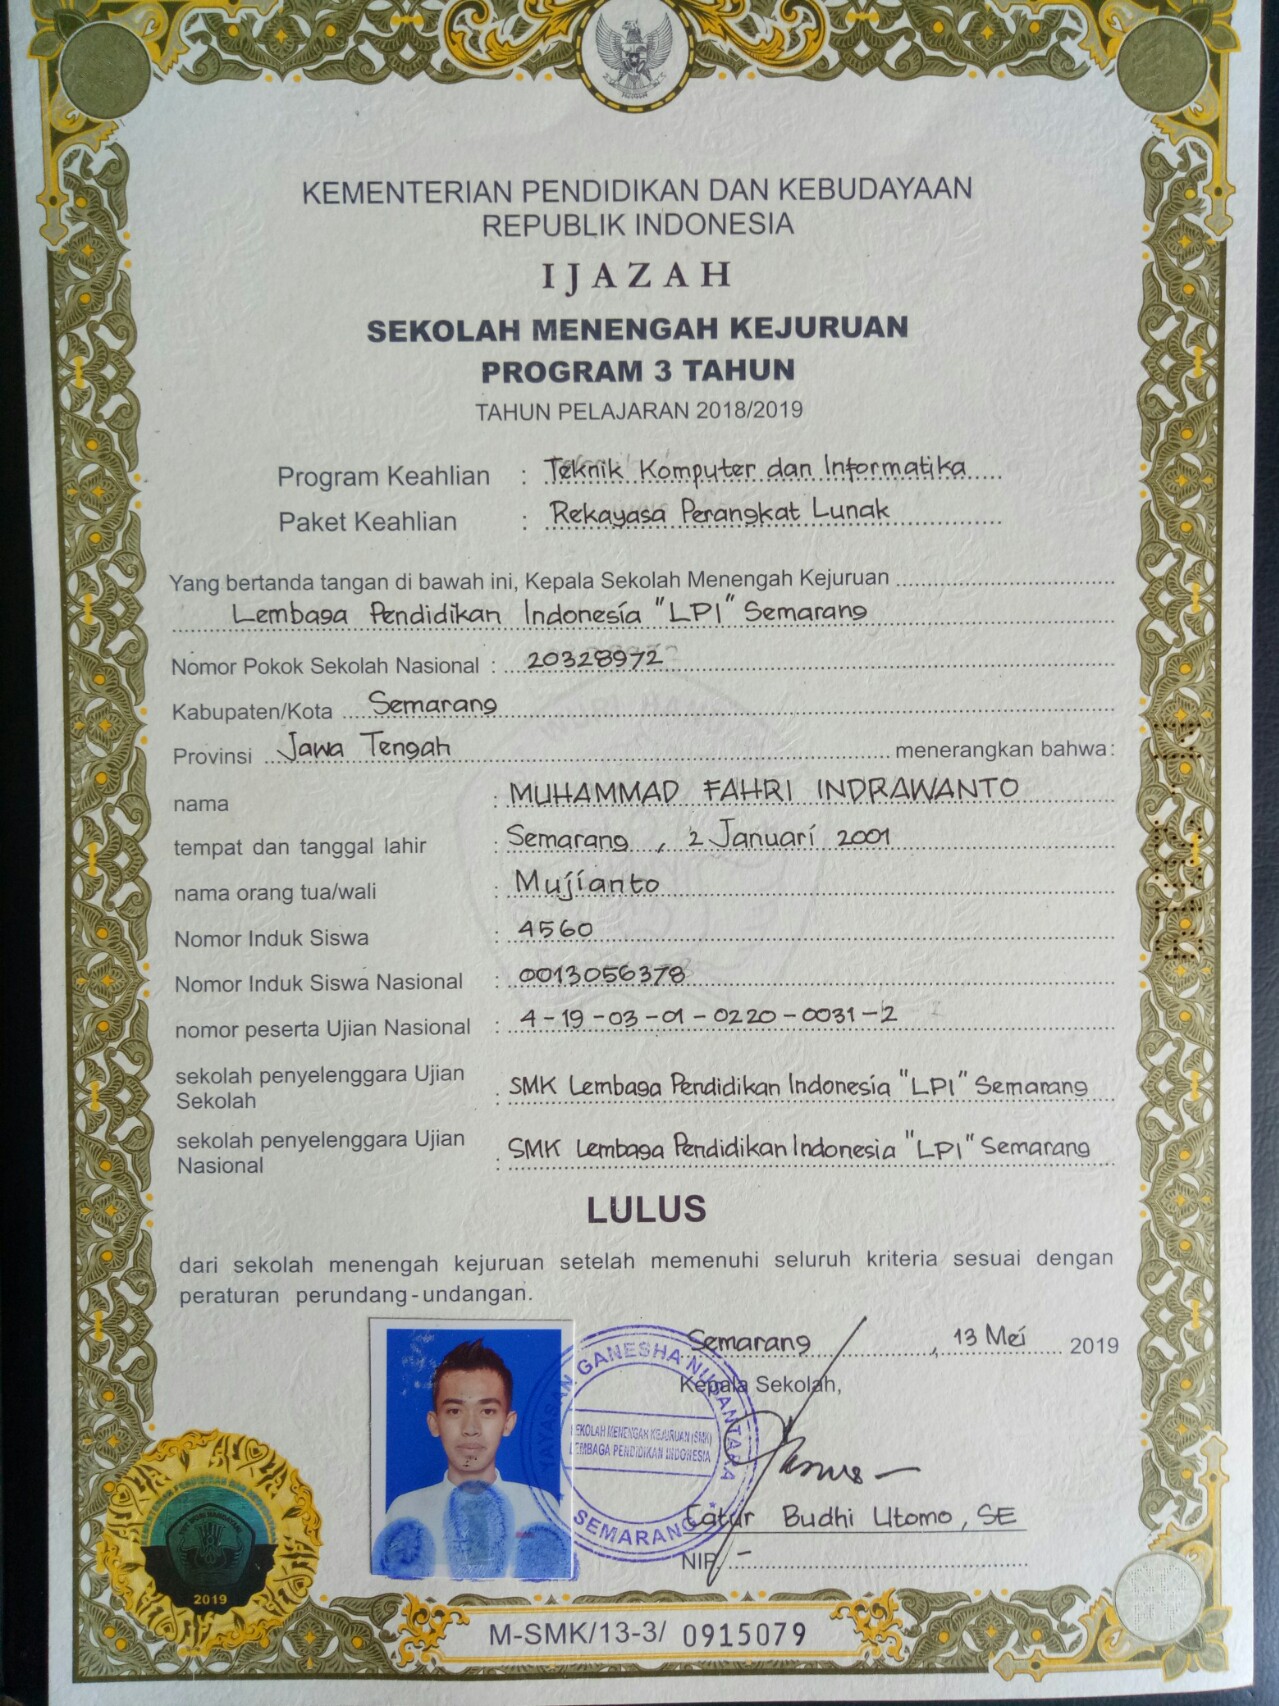 KEMENTERIAN PENDIDIKAN DAN KEBUDAYAAN
REPUBLIK INDONESIA
IJAZAH
SEKOLAH MENENGAH KEJURUAN
PROGRAM 3 TAHUN
TAHUN PELAJARAN 2018/2019
Program Keahlian : Teknik Komputer dan Informatika
Paket Keahlian : Rekayasa Perangkat Lunak
Yang bertanda tangan di bawah ini, Kepala Sekolah Menengah Kejuruan
Lembaga Pendidikan Indonesia "LPI" Semarang
Nomor Pokok Sekolah Nasional : 20328972
Kabupaten/Kota Semarang
Provinsi Jawa Tengah menerangkan bahwa:
nama : MUHAMMAD FAHRI INDRAWANTO
tempat dan tanggal lahir : Semarang, 2 Januari 2001
nama orang tua/wali : Mujianto
Nomor Induk Siswa : 4560
Nomor Induk Siswa Nasional : 0013056378
nomor peserta Ujian Nasional : 4-19-03-01-0220-0031-2
sekolah penyelenggara Ujian
Sekolah : SMK Lembaga Pendidikan Indonesia "LPI" Semarang
sekolah penyelenggara Ujian
Nasional : SMK Lembaga Pendidikan Indonesia "LPI" Semarang
LULUS
dari sekolah menengah kejuruan setelah memenuhi seluruh kriteria sesuai dengan
peraturan perundang-undangan.
Semarang, 13 Mei 2019
Kepala Sekolah,
YAYASAN GANESHA NUSANTARA
SEKOLAH MENENGAH KEJURUAN (SMK)
LEMBAGA PENDIDIKAN INDONESIA
SEMARANG
Catur Budhi Utomo, SE
NIP. -
2019
M-SMK/13-3/ 0915079